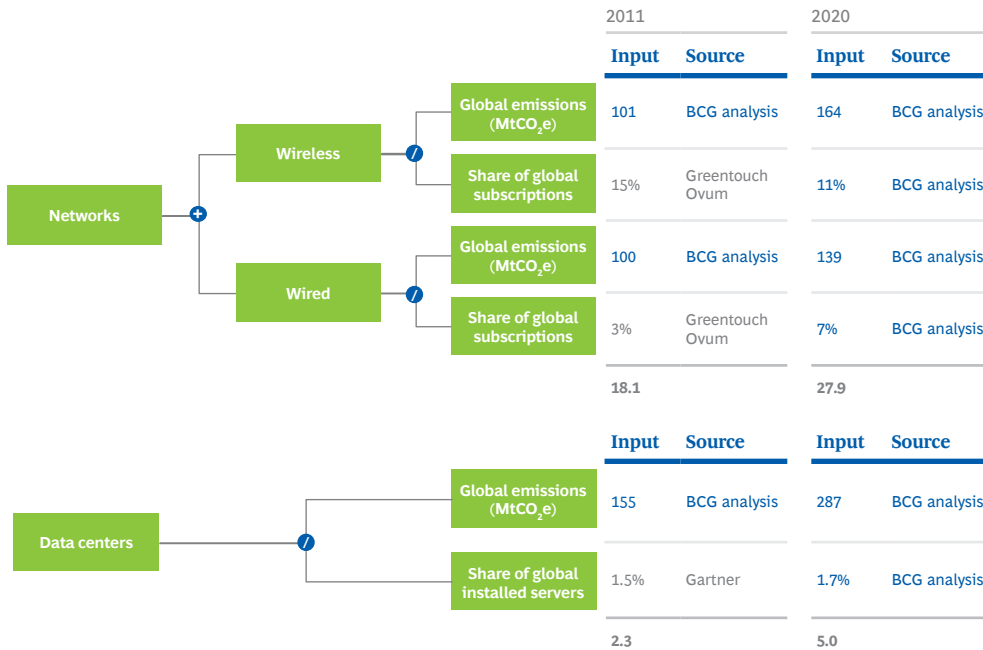 2011 2020
Input Source Input Source
Global emissions
(MtCO₂e)
101 BCG analysis 164 BCG analysis
Wireless
/
Share of global
subscriptions
15% Greentouch
Ovum
11% BCG analysis
Networks
+
Global emissions
(MtCO₂e)
100 BCG analysis 139 BCG analysis
Wired
/
Share of global
subscriptions
3% Greentouch
Ovum
7% BCG analysis
18.1 27.9
Input Source Input Source
Global emissions
(MtCO₂e)
155 BCG analysis 287 BCG analysis
Data centers
/
Share of global
installed servers
1.5% Gartner 1.7% BCG analysis
2.3 5.0